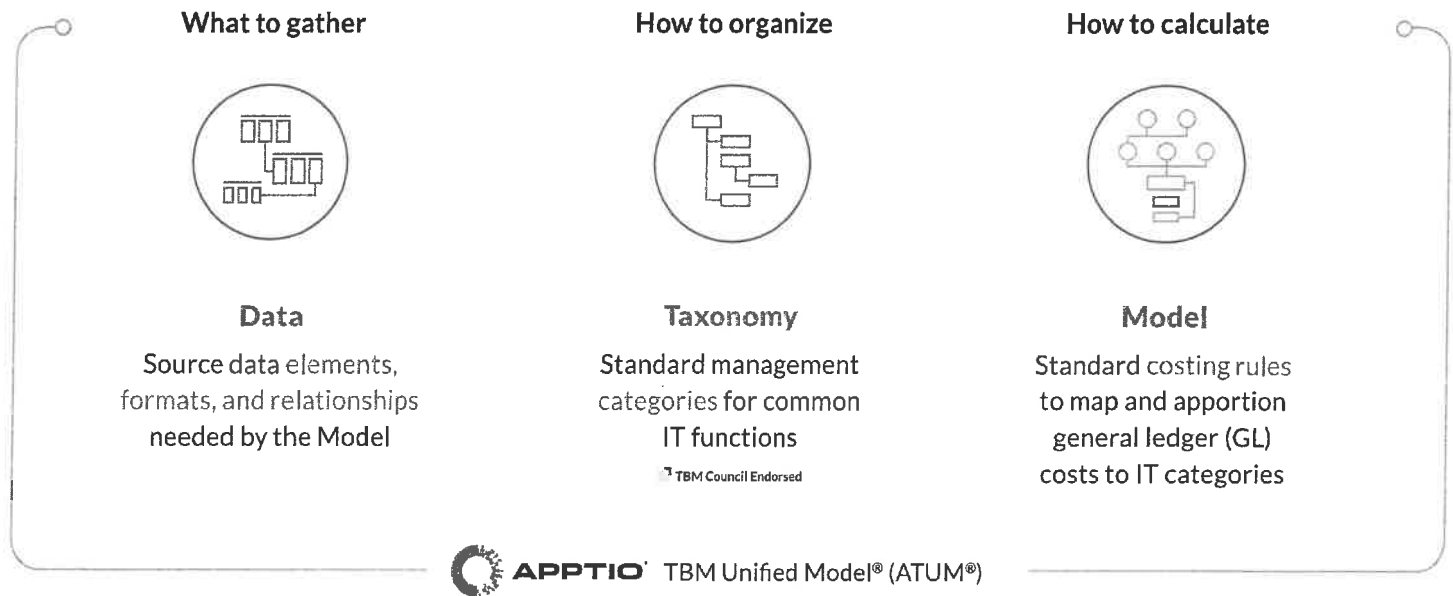 What to gather
How to organize
How to calculate
Data
Source data elements,
formats, and relationships
needed by the Model
Taxonomy
Standard management
categories for common
IT functions
TBM Council Endorsed
Model
Standard costing rules
to map and apportion
general ledger (GL)
costs to IT categories
APPTIO TBM Unified Model® (ATUM®)